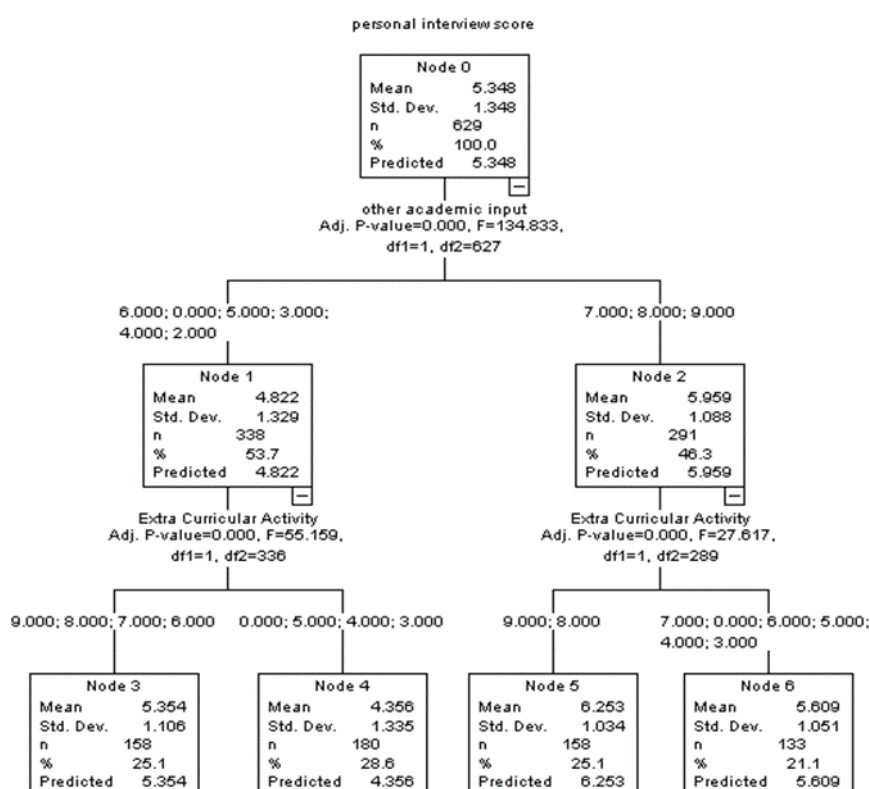 personal interview score
Node 0
Mean 5.348
Std. Dev. 1.348
n 629
% 100.0
Predicted 5.348
other academic input
Adj. P-value=0.000, F=134.833,
df1=1, df2=627
6.000; 0.000; 5.000; 3.000;
4.000; 2.000
7.000; 8.000; 9.000
Node 1
Mean 4.822
Std. Dev. 1.329
n 338
% 53.7
Predicted 4.822
Node 2
Mean 5.959
Std. Dev. 1.088
n 291
% 46.3
Predicted 5.959
Extra Curricular Activity
Adj. P-value=0.000, F=55.159,
df1=1, df2=336
Extra Curricular Activity
Adj. P-value=0.000, F=27.617,
df1=1, df2=289
9.000; 8.000; 7.000; 6.000
0.000; 5.000; 4.000; 3.000
9.000; 8.000
7.000; 0.000; 6.000; 5.000;
4.000; 3.000
Node 3
Mean 5.354
Std. Dev. 1.106
n 158
% 25.1
Predicted 5.354
Node 4
Mean 4.356
Std. Dev. 1.335
n 180
% 28.6
Predicted 4.356
Node 5
Mean 6.253
Std. Dev. 1.034
n 158
% 25.1
Predicted 6.253
Node 6
Mean 5.609
Std. Dev. 1.051
n 133
% 21.1
Predicted 5.609